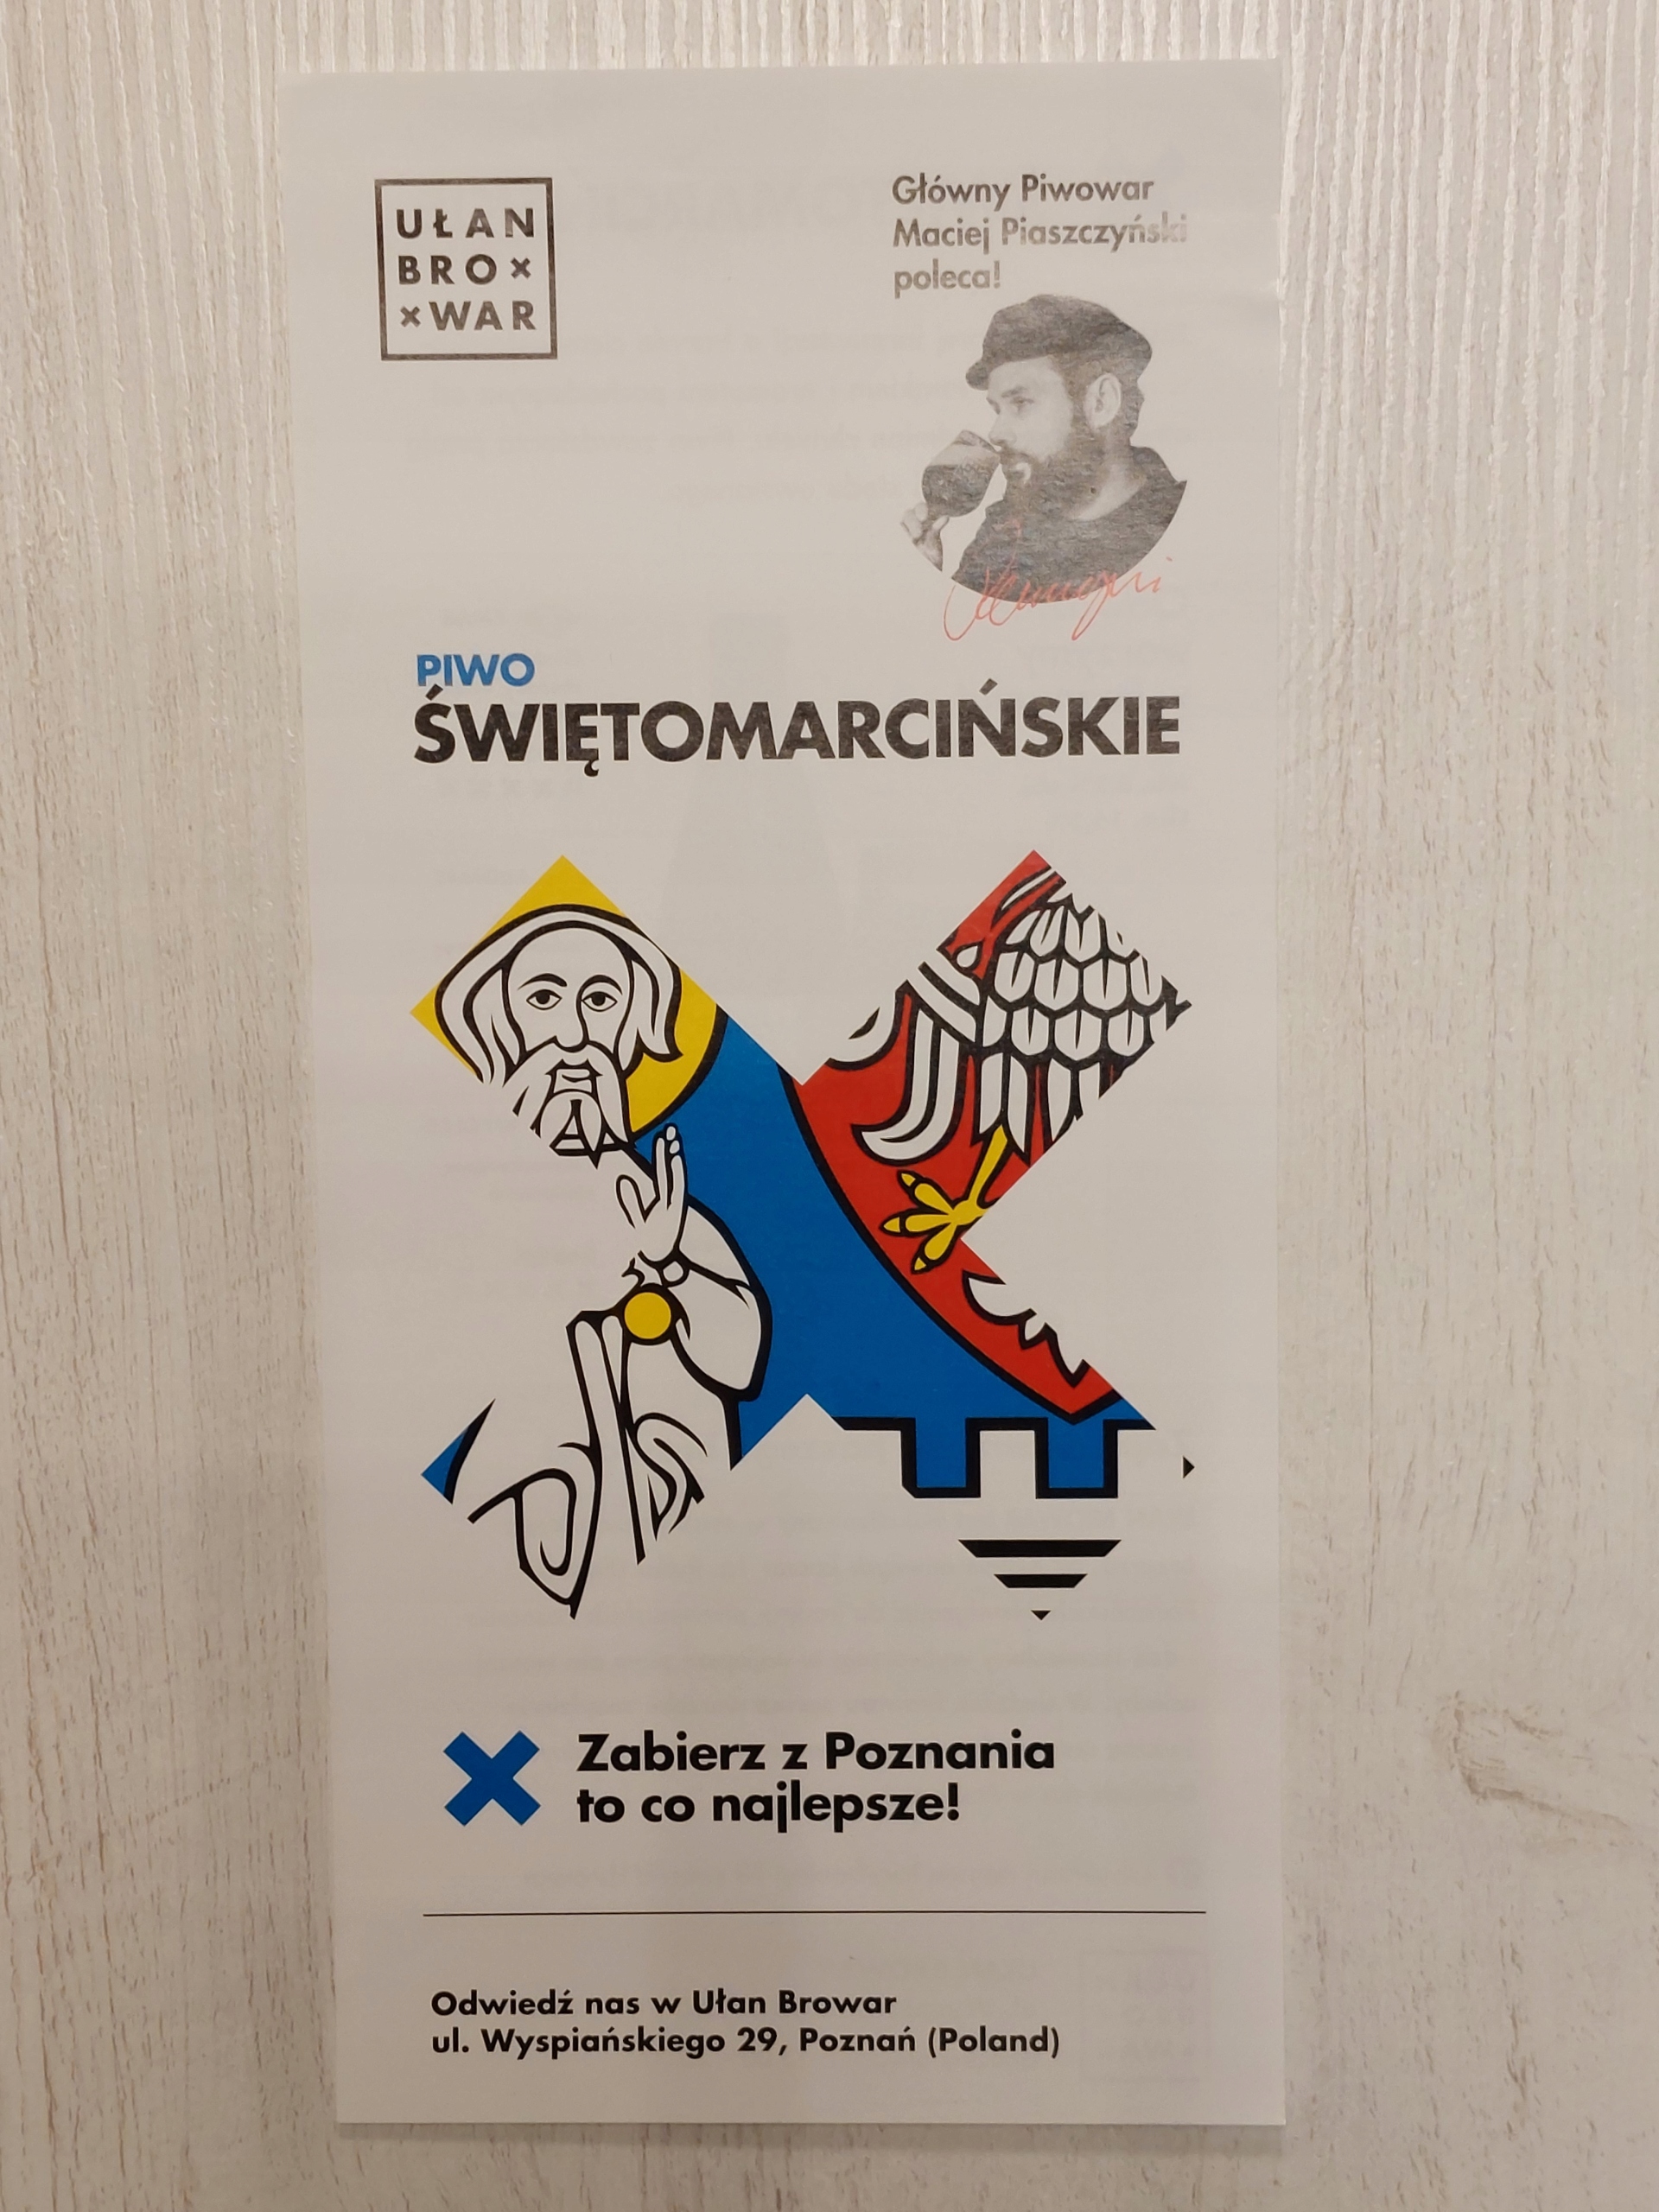 UŁAN
BRO×
×WAR
Główny Piwowar
Maciej Piaszczyński
poleca!
PIWO
ŚWIĘTOMARCIŃSKIE
Zabierz z Poznania
to co najlepsze!
Odwiedź nas w Ułan Browar
ul. Wyspiańskiego 29, Poznań (Poland)